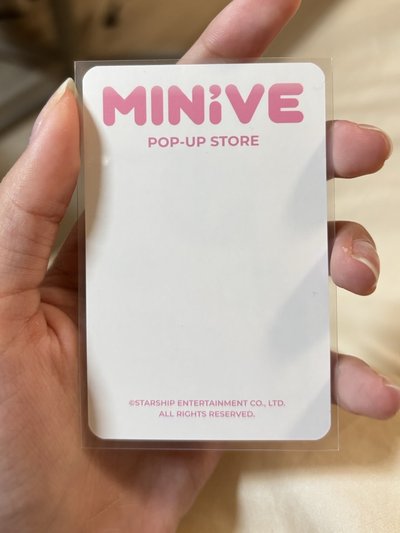 MINiVE
POP-UP STORE
©STARSHIP ENTERTAINMENT CO., LTD.
ALL RIGHTS RESERVED.